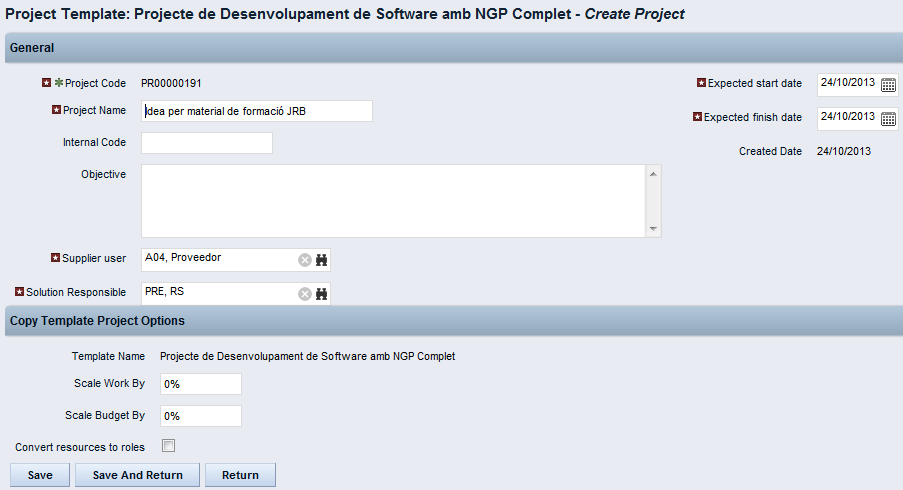 Project Template: Projecte de Desenvolupament de Software amb NGP Complet - Create Project
General
Project Code PR00000191
Expected start date 24/10/2013
Project Name Idea per material de formació JRB
Expected finish date 24/10/2013
Internal Code
Created Date 24/10/2013
Objective
Supplier user A04, Proveedor
Solution Responsible PRE, RS
Copy Template Project Options
Template Name Projecte de Desenvolupament de Software amb NGP Complet
Scale Work By 0%
Scale Budget By 0%
Convert resources to roles
Save Save And Return Return